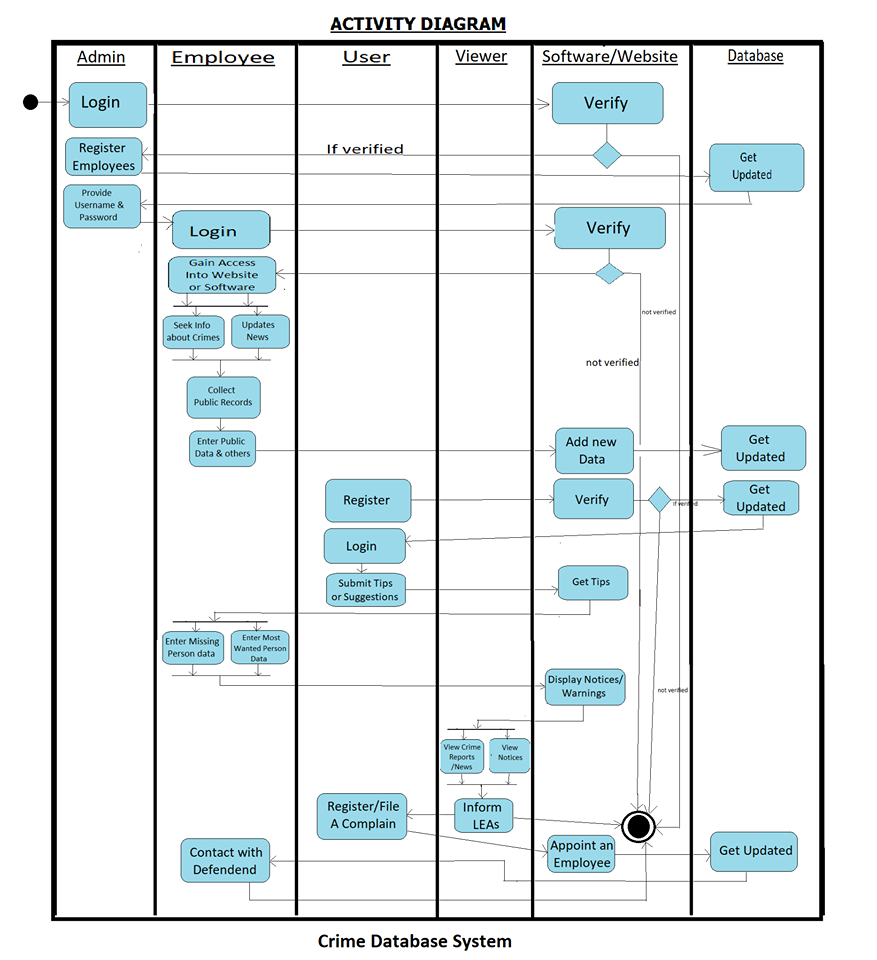 ACTIVITY DIAGRAM
Admin
Employee
User
Viewer
Software/Website
Database
Login
Verify
Register
Employees
If verified
Get
Updated
Provide
Username &
Password
Login
Verify
Gain Access
Into Website
or Software
not verified
Seek Info
about Crimes
Updates
News
not verified
Collect
Public Records
Enter Public
Data & others
Add new
Data
Get
Updated
Register
Verify
If verified
Get
Updated
Login
Submit Tips
or Suggestions
Get Tips
Enter Missing
Person data
Enter Most
Wanted Person
Data
Display Notices/
Warnings
not verified
View Crime
Reports
/News
View
Notices
Register/File
A Complain
Inform
LEAs
Appoint an
Employee
Get Updated
Contact with
Defendend
Crime Database System